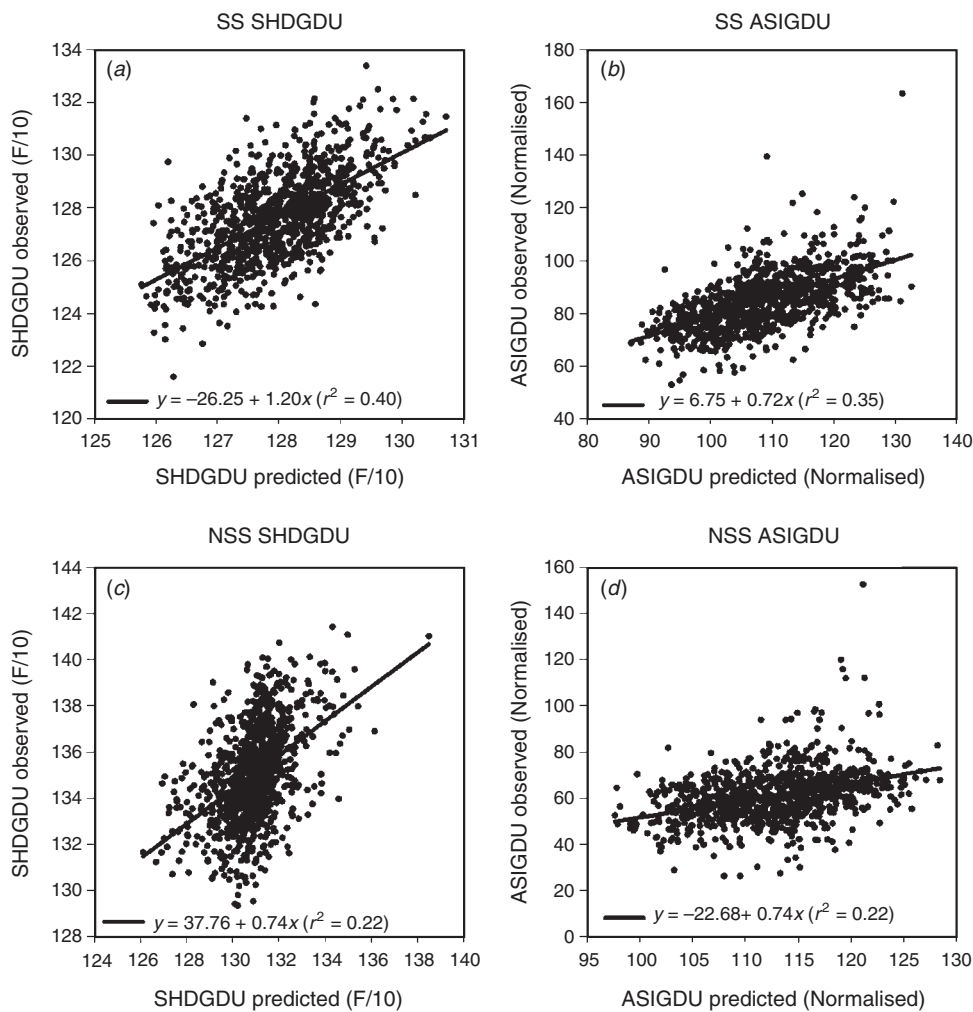 SS SHDGDU
(a)
SHDGDU observed (F/10)
134
132
130
128
126
124
122
120
y = –26.25 + 1.20x (r² = 0.40)
125 126 127 128 129 130 131
SHDGDU predicted (F/10)
SS ASIGDU
(b)
ASIGDU observed (Normalised)
180
160
140
120
100
80
60
40
y = 6.75 + 0.72x (r² = 0.35)
80 90 100 110 120 130 140
ASIGDU predicted (Normalised)
NSS SHDGDU
(c)
SHDGDU observed (F/10)
144
142
140
138
136
134
132
130
128
y = 37.76 + 0.74x (r² = 0.22)
124 126 128 130 132 134 136 138 140
SHDGDU predicted (F/10)
NSS ASIGDU
(d)
ASIGDU observed (Normalised)
160
140
120
100
80
60
40
20
0
y = –22.68+ 0.74x (r² = 0.22)
95 100 105 110 115 120 125 130
ASIGDU predicted (Normalised)